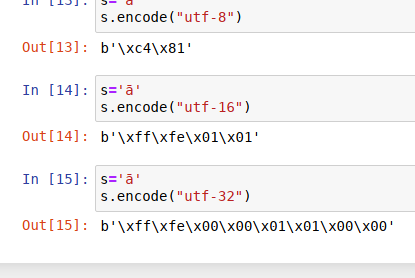 In [13]: s='ā'
s.encode("utf-8")
Out[13]: b'\xc4\x81'
In [14]: s='ā'
s.encode("utf-16")
Out[14]: b'\xff\xfe\x01\x01'
In [15]: s='ā'
s.encode("utf-32")
Out[15]: b'\xff\xfe\x00\x00\x01\x01\x00\x00'